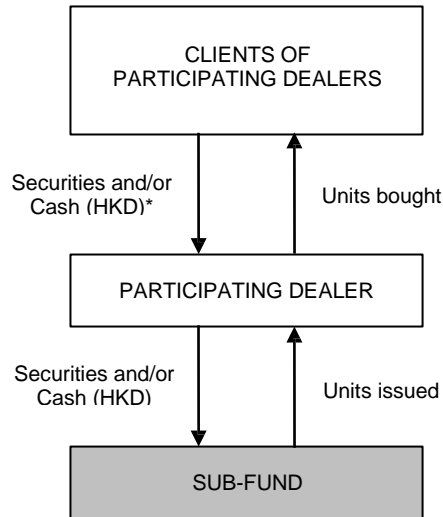 CLIENTS OF
PARTICIPATING DEALERS
Securities and/or
Cash (HKD)*
Units bought
PARTICIPATING DEALER
Securities and/or
Cash (HKD)
Units issued
SUB-FUND